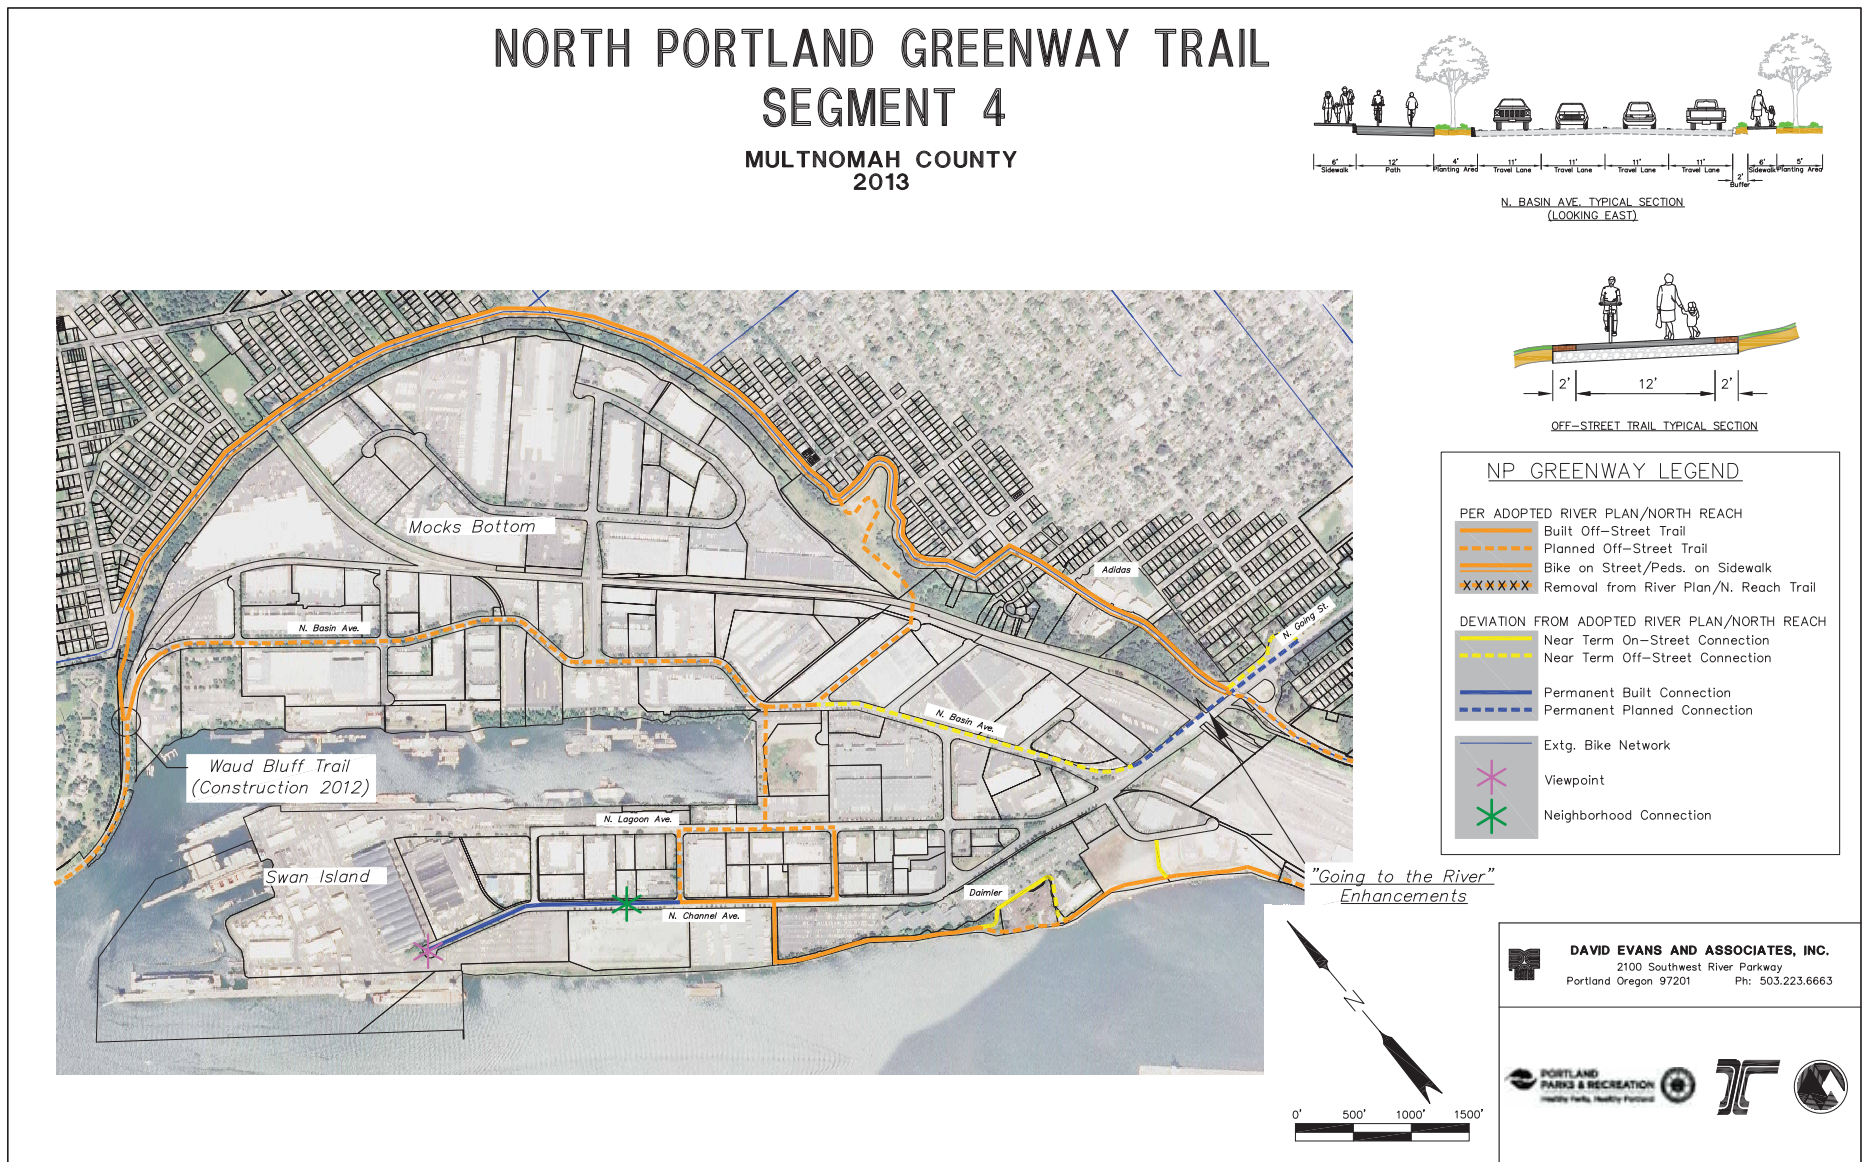 NORTH PORTLAND GREENWAY TRAIL
SEGMENT 4
MULTNOMAH COUNTY
2013
6' 12' 4' 11' 11' 11' 11' 2' 6' 5'
Sidewalk Path Planting Area Travel Lane Travel Lane Travel Lane Travel Lane Buffer Sidewalk Planting Area
N. BASIN AVE. TYPICAL SECTION
(LOOKING EAST)
2' 12' 2'
OFF-STREET TRAIL TYPICAL SECTION
NP GREENWAY LEGEND
PER ADOPTED RIVER PLAN/NORTH REACH
Built Off-Street Trail
Planned Off-Street Trail
Bike on Street/Peds. on Sidewalk
XXXXXX Removal from River Plan/N. Reach Trail
DEVIATION FROM ADOPTED RIVER PLAN/NORTH REACH
Near Term On-Street Connection
Near Term Off-Street Connection
Permanent Built Connection
Permanent Planned Connection
Extg. Bike Network
Viewpoint
Neighborhood Connection
Mocks Bottom
Adidas
N. Going St.
N. Basin Ave.
N. Basin Ave.
Waud Bluff Trail
(Construction 2012)
N. Lagoon Ave.
Swan Island
Daimler
N. Channel Ave.
"Going to the River"
Enhancements
N
0' 500' 1000' 1500'
DAVID EVANS AND ASSOCIATES, INC.
2100 Southwest River Parkway
Portland Oregon 97201 Ph: 503.223.6663
PORTLAND
PARKS & RECREATION
Healthy Parks, Healthy Portland